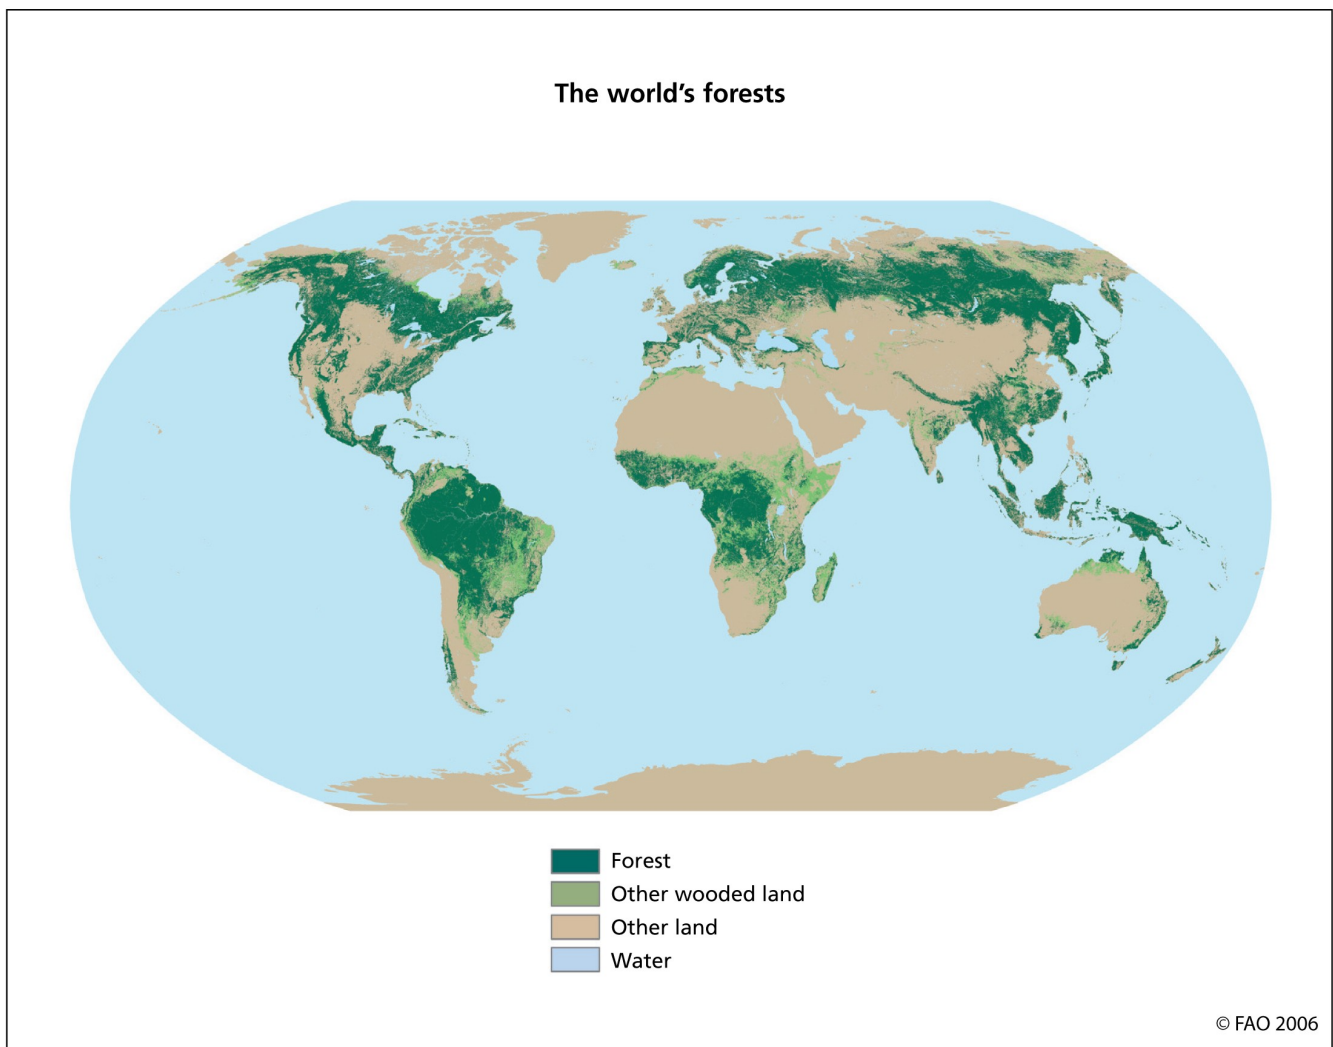 The world's forests
Forest
Other wooded land
Other land
Water
© FAO 2006